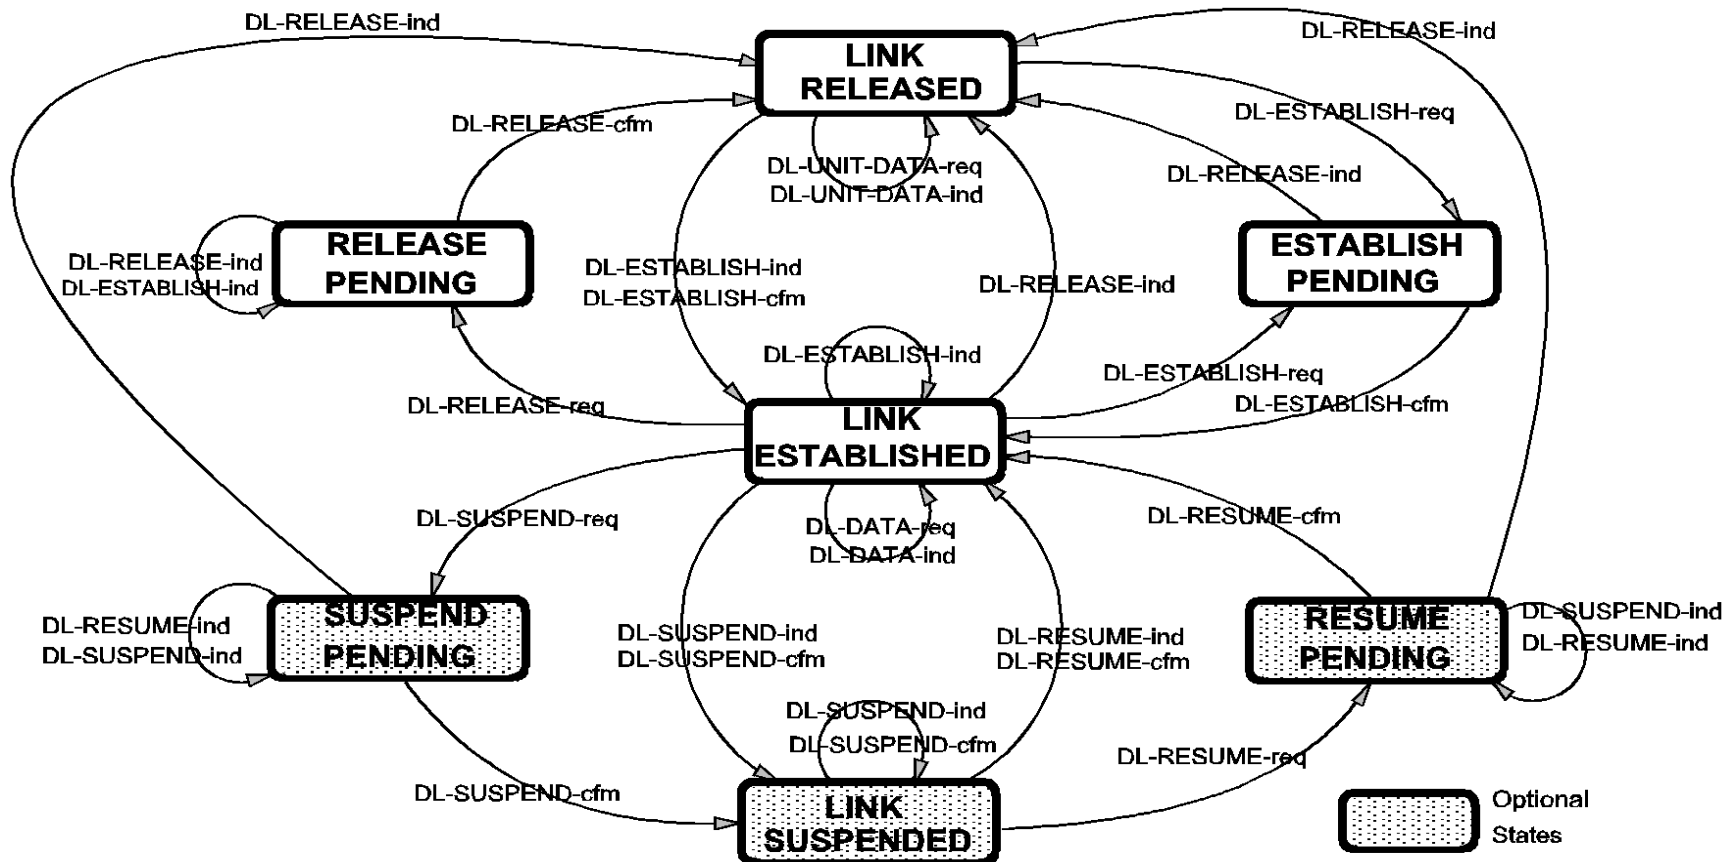 DL-RELEASE-ind
LINK
RELEASED
DL-RELEASE-ind
DL-RELEASE-cfm
DL-ESTABLISH-req
DL-UNIT-DATA-req
DL-UNIT-DATA-ind
DL-RELEASE-ind
RELEASE
PENDING
DL-RELEASE-ind
DL-ESTABLISH-ind
DL-ESTABLISH-ind
DL-ESTABLISH-cfm
DL-RELEASE-ind
ESTABLISH
PENDING
DL-ESTABLISH-ind
DL-ESTABLISH-req
DL-RELEASE-req
DL-ESTABLISH-cfm
LINK
ESTABLISHED
DL-SUSPEND-req
DL-DATA-req
DL-DATA-ind
DL-RESUME-cfm
SUSPEND
PENDING
DL-RESUME-ind
DL-SUSPEND-ind
DL-SUSPEND-ind
DL-SUSPEND-cfm
DL-RESUME-ind
DL-RESUME-cfm
RESUME
PENDING
DL-SUSPEND-ind
DL-RESUME-ind
DL-SUSPEND-ind
DL-SUSPEND-cfm
DL-RESUME-req
DL-SUSPEND-cfm
LINK
SUSPENDED
Optional
States